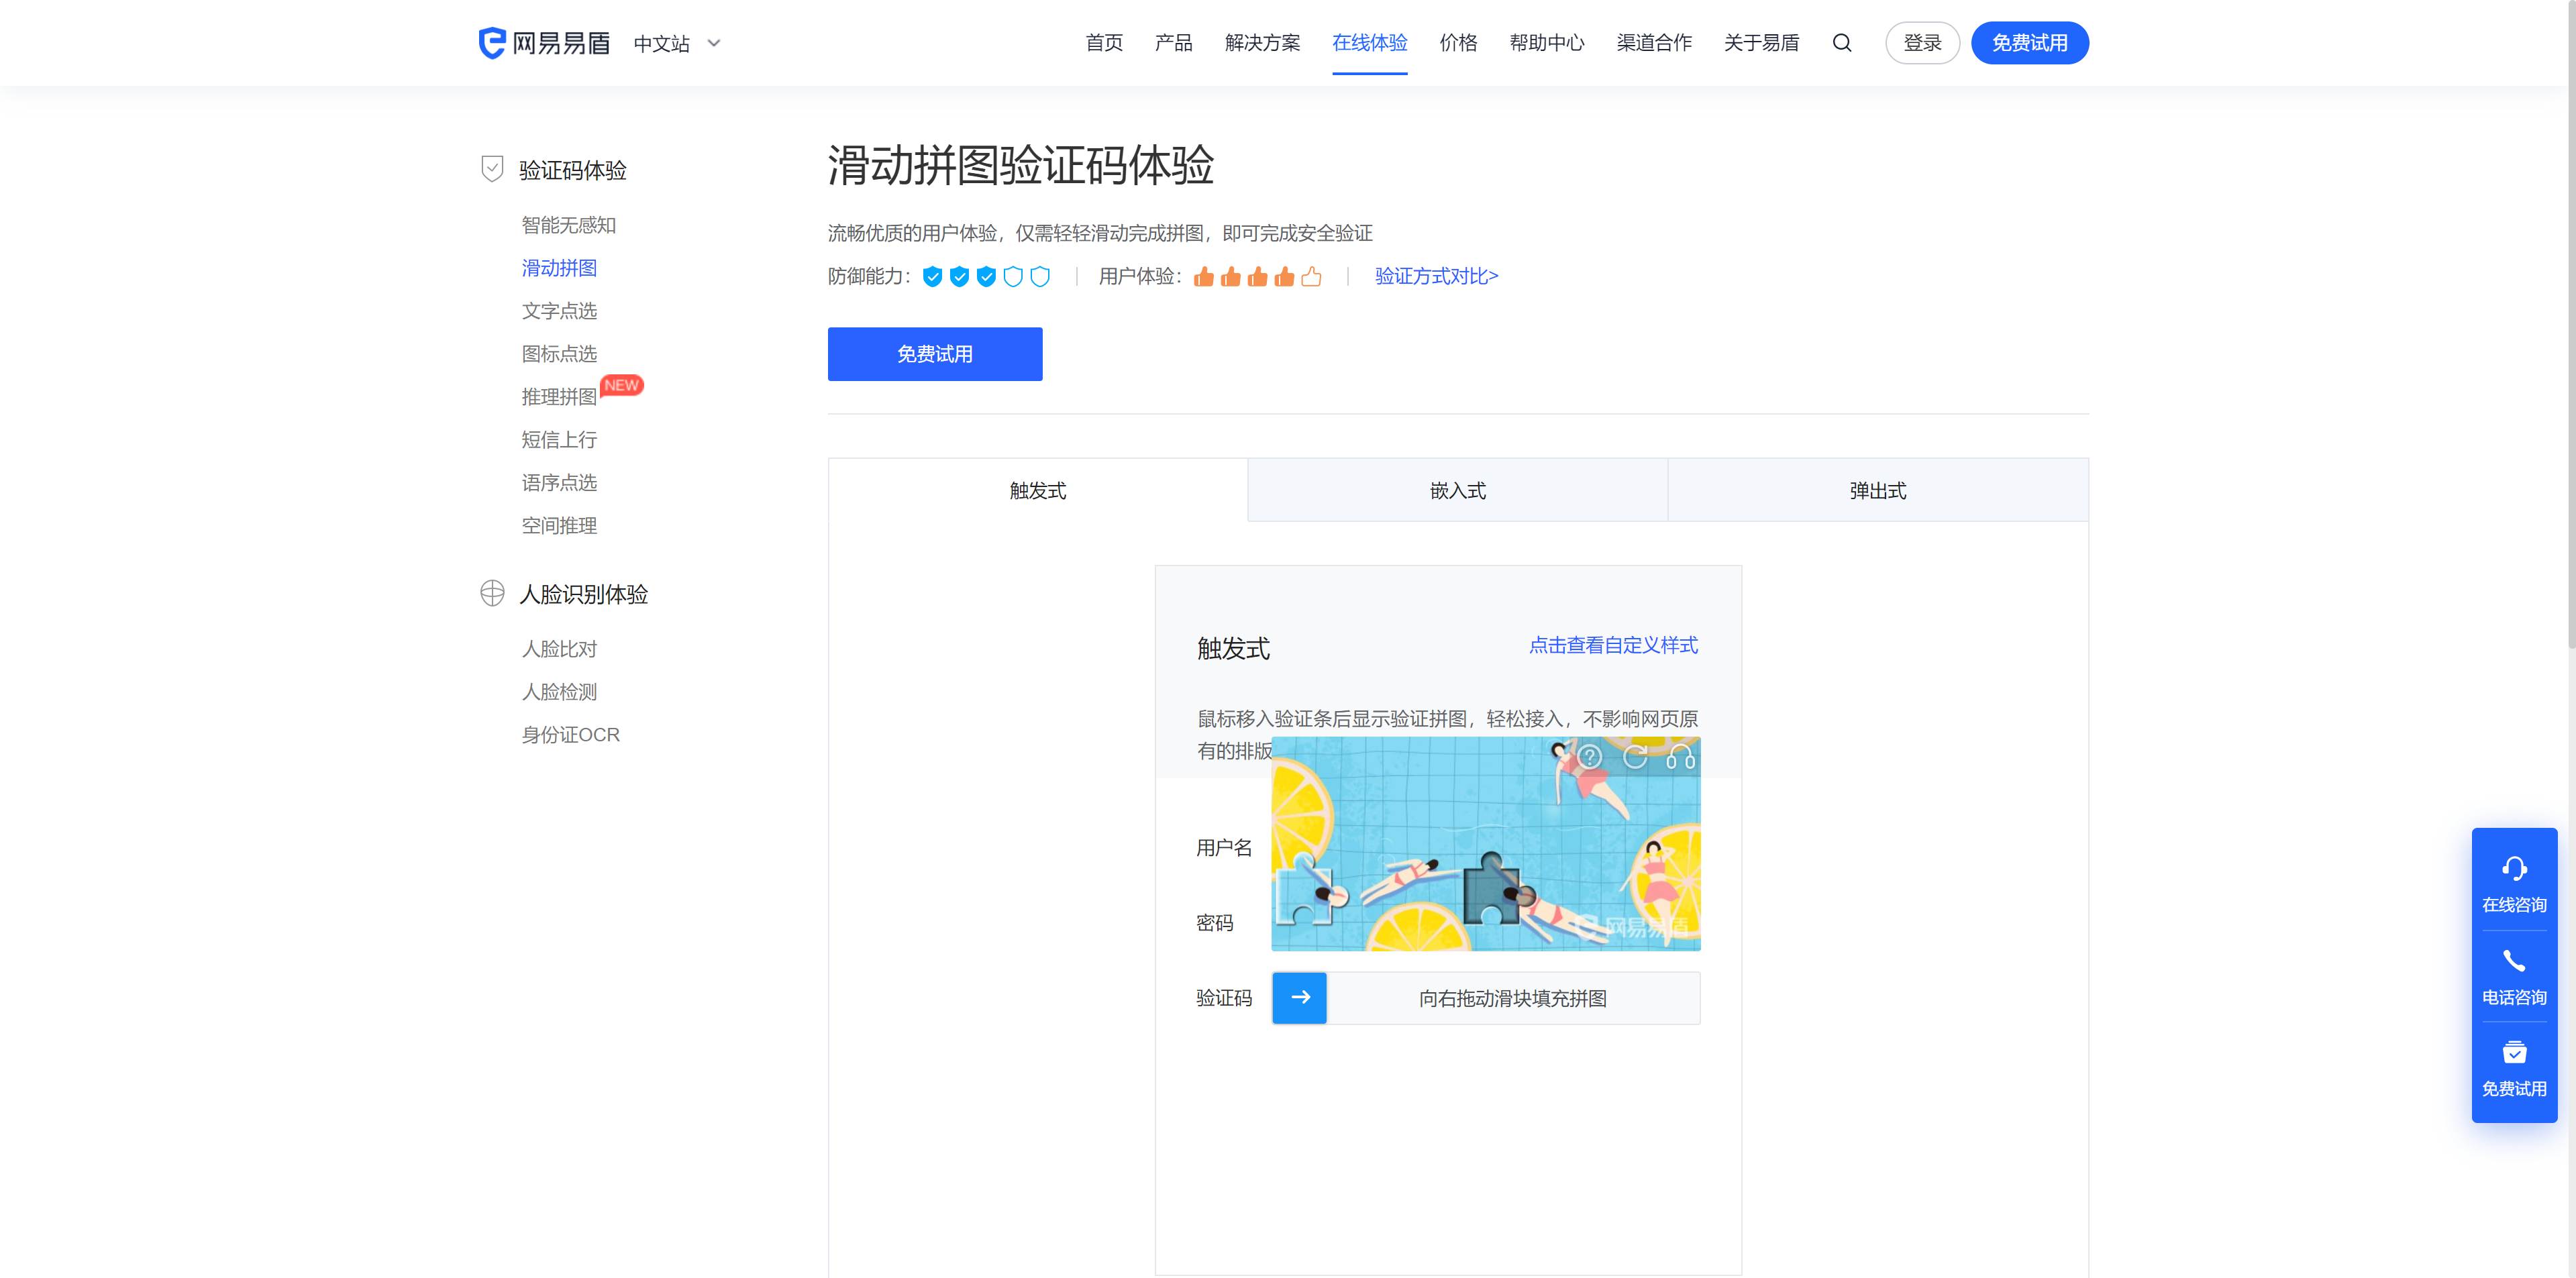 网易易盾 中文站 首页 产品 解决方案 在线体验 价格 帮助中心 渠道合作 关于易盾 登录 免费试用
验证码体验
智能无感知
滑动拼图
文字点选
图标点选
推理拼图 NEW
短信上行
语序点选
空间推理
人脸识别体验
人脸比对
人脸检测
身份证OCR
滑动拼图验证码体验
流畅优质的用户体验，仅需轻轻滑动完成拼图，即可完成安全验证
防御能力： 用户体验： 验证方式对比>
免费试用
触发式 嵌入式 弹出式
触发式 点击查看自定义样式
鼠标移入验证条后显示验证拼图，轻松接入，不影响网页原
有的排版
用户名
密码
网易易盾
验证码 向右拖动滑块填充拼图
在线咨询
电话咨询
免费试用